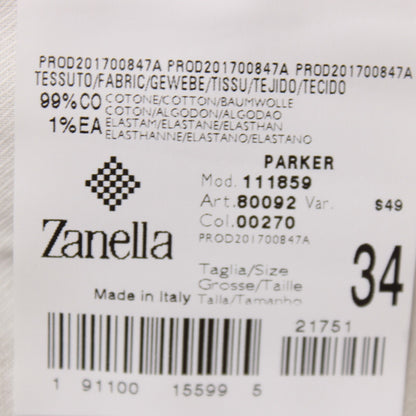 PROD201700847A PROD201700847A PROD201700847A
TESSUTO/FABRIC/GEWEBE/TISSU/TEJIDO/TECIDO
99%CO COTONE/COTTON/BAUMWOLLE
COTON/ALGODON/ALGODAO
1%EA ELASTAM/ELASTANE/ELASTHAN
ELASTHANNE/ELASTANO/ELASTANO
PARKER
Mod. 111859
Art. 80092 Var. $49
Col. 00270
PROD201700847A
Zanella
Taglia/Size
Grosse/Taille
Talla/Tamanho
34
Made in Italy
21751
1 91100 15599 5